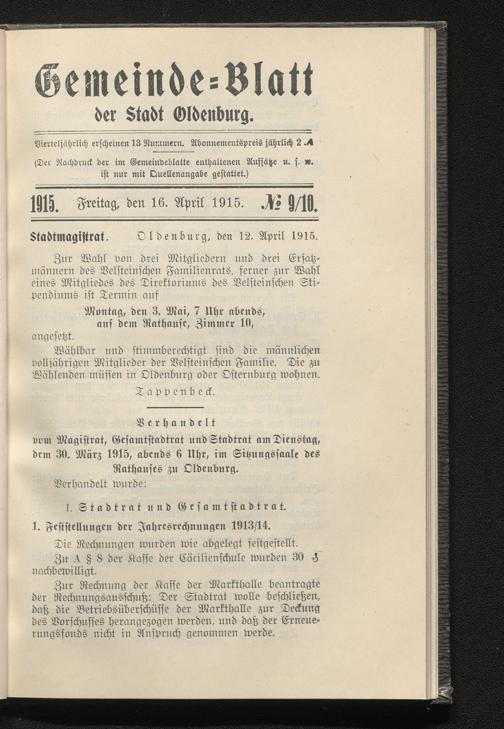 Gemeinde-Blatt
der Stadt Oldenburg.
Vierteljährlich erscheinen 13 Nummern. Abonnementspreis jährlich 2 ℳ
(Der Nachdruck der im Gemeindeblatte enthaltenen Aufsätze u. s. w.
ist nur mit Quellenangabe gestattet.)
1915. Freitag, den 16. April 1915. № 9/10.
Stadtmagistrat. Oldenburg, den 12. April 1915.
Zur Wahl von drei Mitgliedern und drei Ersatz-
männern des Velsteinschen Familienrats, ferner zur Wahl
eines Mitgliedes des Direktoriums des Velsteinschen Sti-
pendiums ist Termin auf
Montag, den 3. Mai, 7 Uhr abends,
auf dem Rathause, Zimmer 10,
angesetzt.
Wählbar und stimmberechtigt sind die männlichen
volljährigen Mitglieder der Velsteinschen Familie. Die zu
Wählenden müssen in Oldenburg oder Osternburg wohnen.
Tappenbeck.
Verhandelt
vom Magistrat, Gesamtstadtrat und Stadtrat am Dienstag,
dem 30. März 1915, abends 6 Uhr, im Sitzungssaale des
Rathauses zu Oldenburg.
Verhandelt wurde:
I. Stadtrat und Gesamtstadtrat.
1. Feststellungen der Jahresrechnungen 1913/14.
Die Rechnungen wurden wie abgelegt festgestellt.
Zu A § 8 der Kasse der Cäcilienschule wurden 30 ₰
nachbewilligt.
Zur Rechnung der Kasse der Markthalle beantragte
der Rechnungsausschuß: Der Stadtrat wolle beschließen,
daß die Betriebsüberschüsse der Markthalle zur Deckung
des Vorschusses herangezogen werden, und daß der Erneue-
rungsfonds nicht in Anspruch genommen werde.